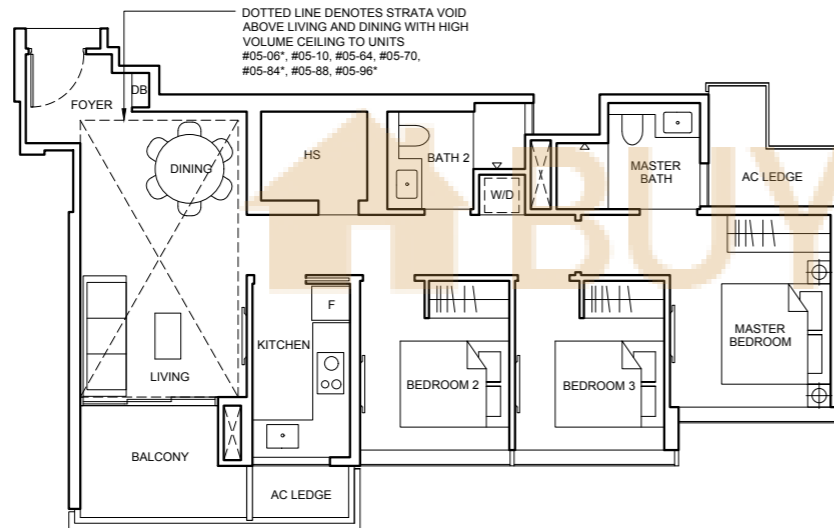 DOTTED LINE DENOTES STRATA VOID
ABOVE LIVING AND DINING WITH HIGH
VOLUME CEILING TO UNITS
#05-06*, #05-10, #05-64, #05-70,
#05-84*, #05-88, #05-96*
DB
FOYER
DINING
HS
BATH 2
W/D
MASTER
BATH
AC LEDGE
BUY
F
KITCHEN
LIVING
BEDROOM 2
BEDROOM 3
MASTER
BEDROOM
BALCONY
AC LEDGE